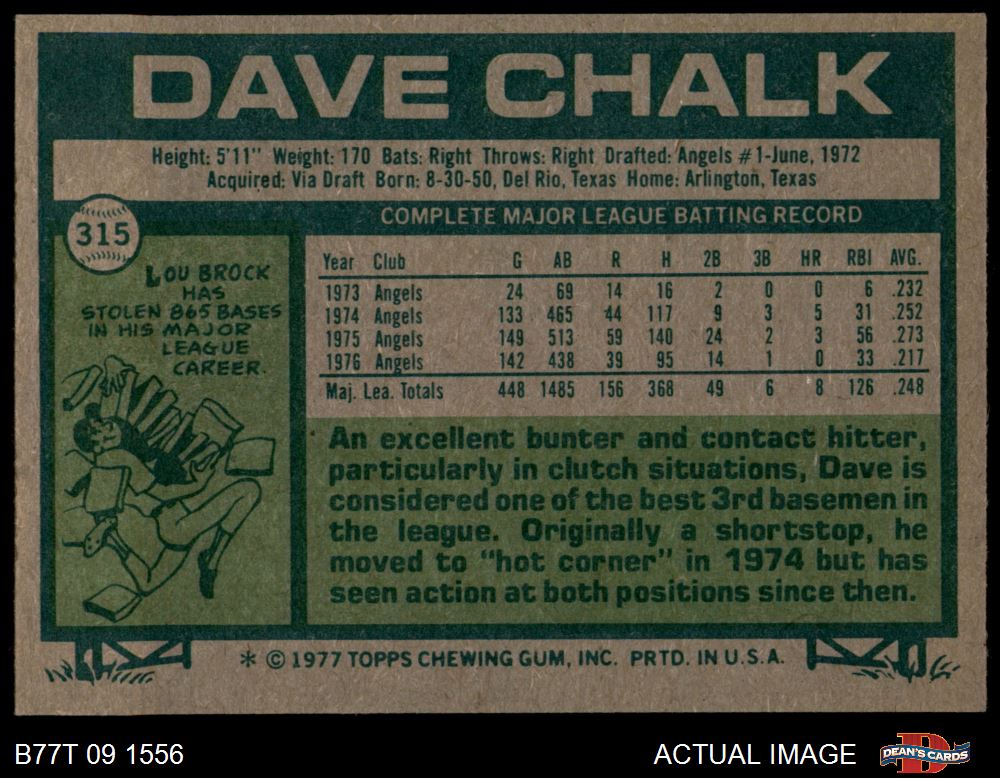 DAVE CHALK
Height: 5'11" Weight: 170 Bats: Right Throws: Right Drafted: Angels #1-June, 1972
Acquired: Via Draft Born: 8-30-50, Del Rio, Texas Home: Arlington, Texas
315
LOU BROCK
HAS
STOLEN 865 BASES
IN HIS MAJOR
LEAGUE
CAREER.
COMPLETE MAJOR LEAGUE BATTING RECORD
Year Club G AB R H 2B 3B HR RBI AVG.
1973 Angels 24 69 14 16 2 0 0 6 .232
1974 Angels 133 465 44 117 9 3 5 31 .252
1975 Angels 149 513 59 140 24 2 3 56 .273
1976 Angels 142 438 39 95 14 1 0 33 .217
Maj. Lea. Totals 448 1485 156 368 49 6 8 126 .248
An excellent bunter and contact hitter,
particularly in clutch situations, Dave is
considered one of the best 3rd basemen in
the league. Originally a shortstop, he
moved to "hot corner" in 1974 but has
seen action at both positions since then.
* © 1977 TOPPS CHEWING GUM, INC. PRTD. IN U.S.A.
B77T 09 1556
ACTUAL IMAGE
D
DEAN'S CARDS